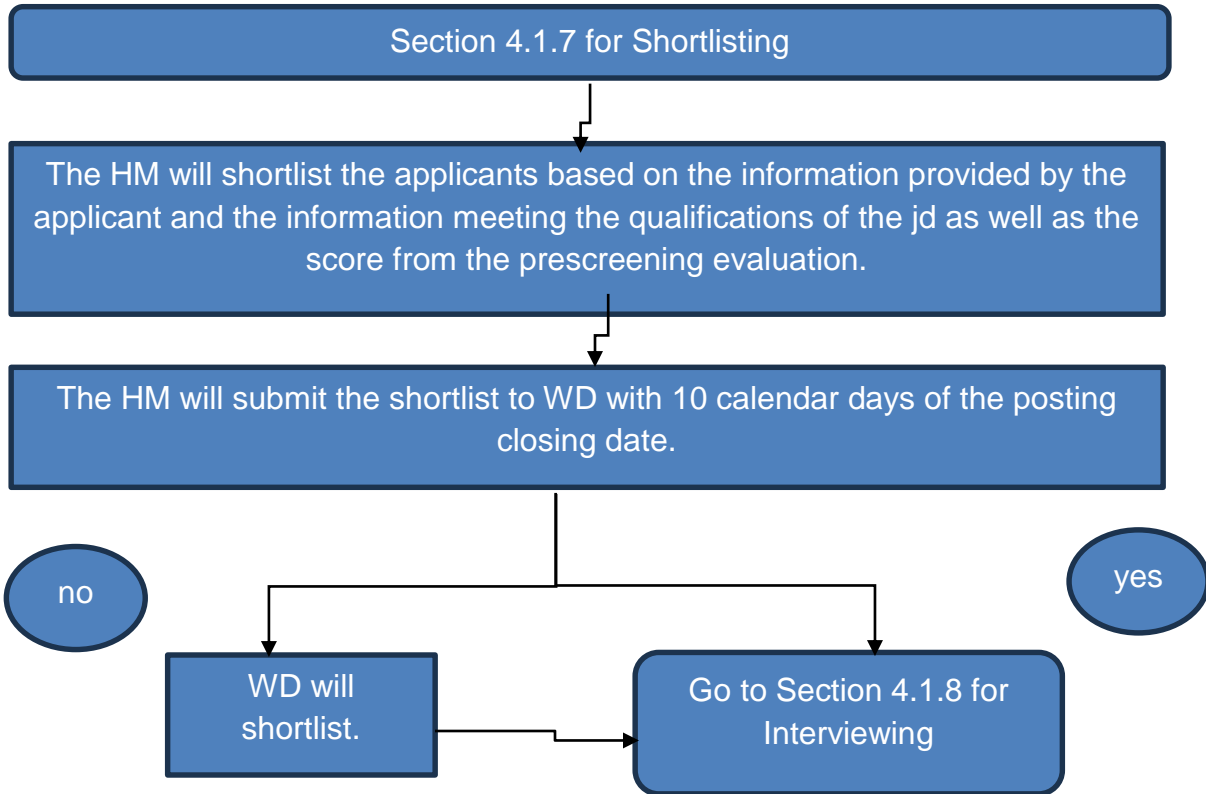 Section 4.1.7 for Shortlisting
The HM will shortlist the applicants based on the information provided by the
applicant and the information meeting the qualifications of the jd as well as the
score from the prescreening evaluation.
The HM will submit the shortlist to WD with 10 calendar days of the posting
closing date.
no
yes
WD will
shortlist.
Go to Section 4.1.8 for
Interviewing